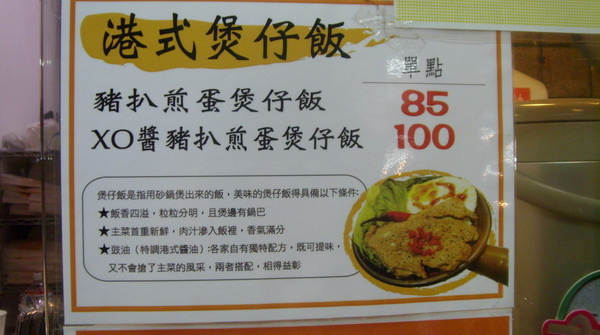 港式煲仔飯
單點
豬扒煎蛋煲仔飯 85
XO醬豬扒煎蛋煲仔飯 100
煲仔飯是指用砂鍋煲出來的飯，美味的煲仔飯得具備以下條件:
★飯香四溢，粒粒分明，且煲邊有鍋巴
★主菜首重新鮮，肉汁滲入飯裡，香氣滿分
★豉油（特調港式醬油）:各家自有獨特配方，既可提味，
又不會搶了主菜的風采，兩者搭配，相得益彰